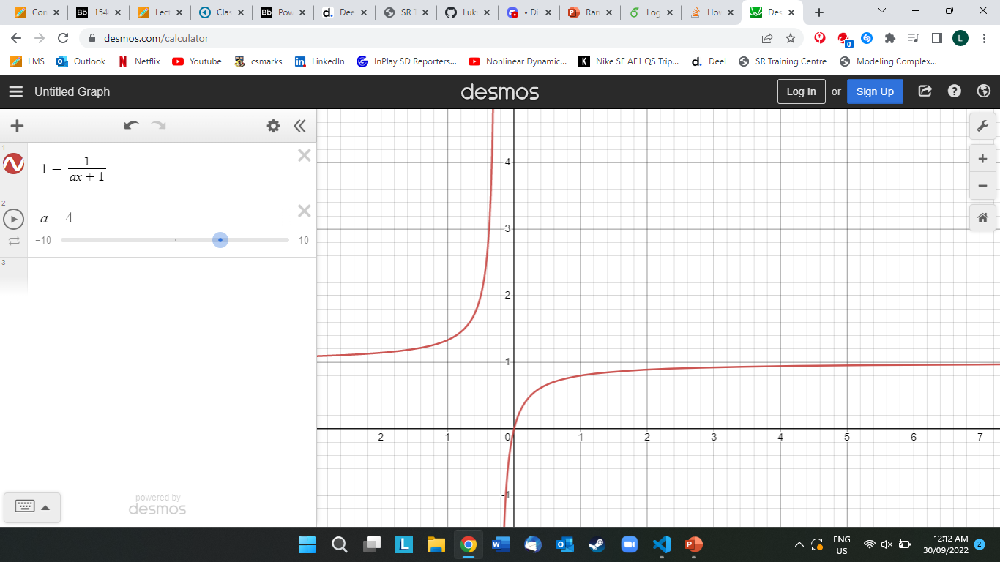 Con
Bb 154
Lect
Clas
Bb Pow
d. Dee
SR T
Luk
• Di
Ran
Log
Hov
Des
desmos.com/calculator
0
L
LMS
Outlook
Netflix
Youtube
csmarks
LinkedIn
InPlay SD Reporters...
Nonlinear Dynamic...
K Nike SF AF1 QS Trip...
d. Deel
SR Training Centre
Modeling Complex...
Untitled Graph
desmos
Log In or Sign Up
1
1 − 1/(ax + 1)
2
a = 4
−10 10
3
powered by
desmos
4
3
2
1
-2 -1 0 1 2 3 4 5 6 7
-1
ENG
US
12:12 AM
30/09/2022
2